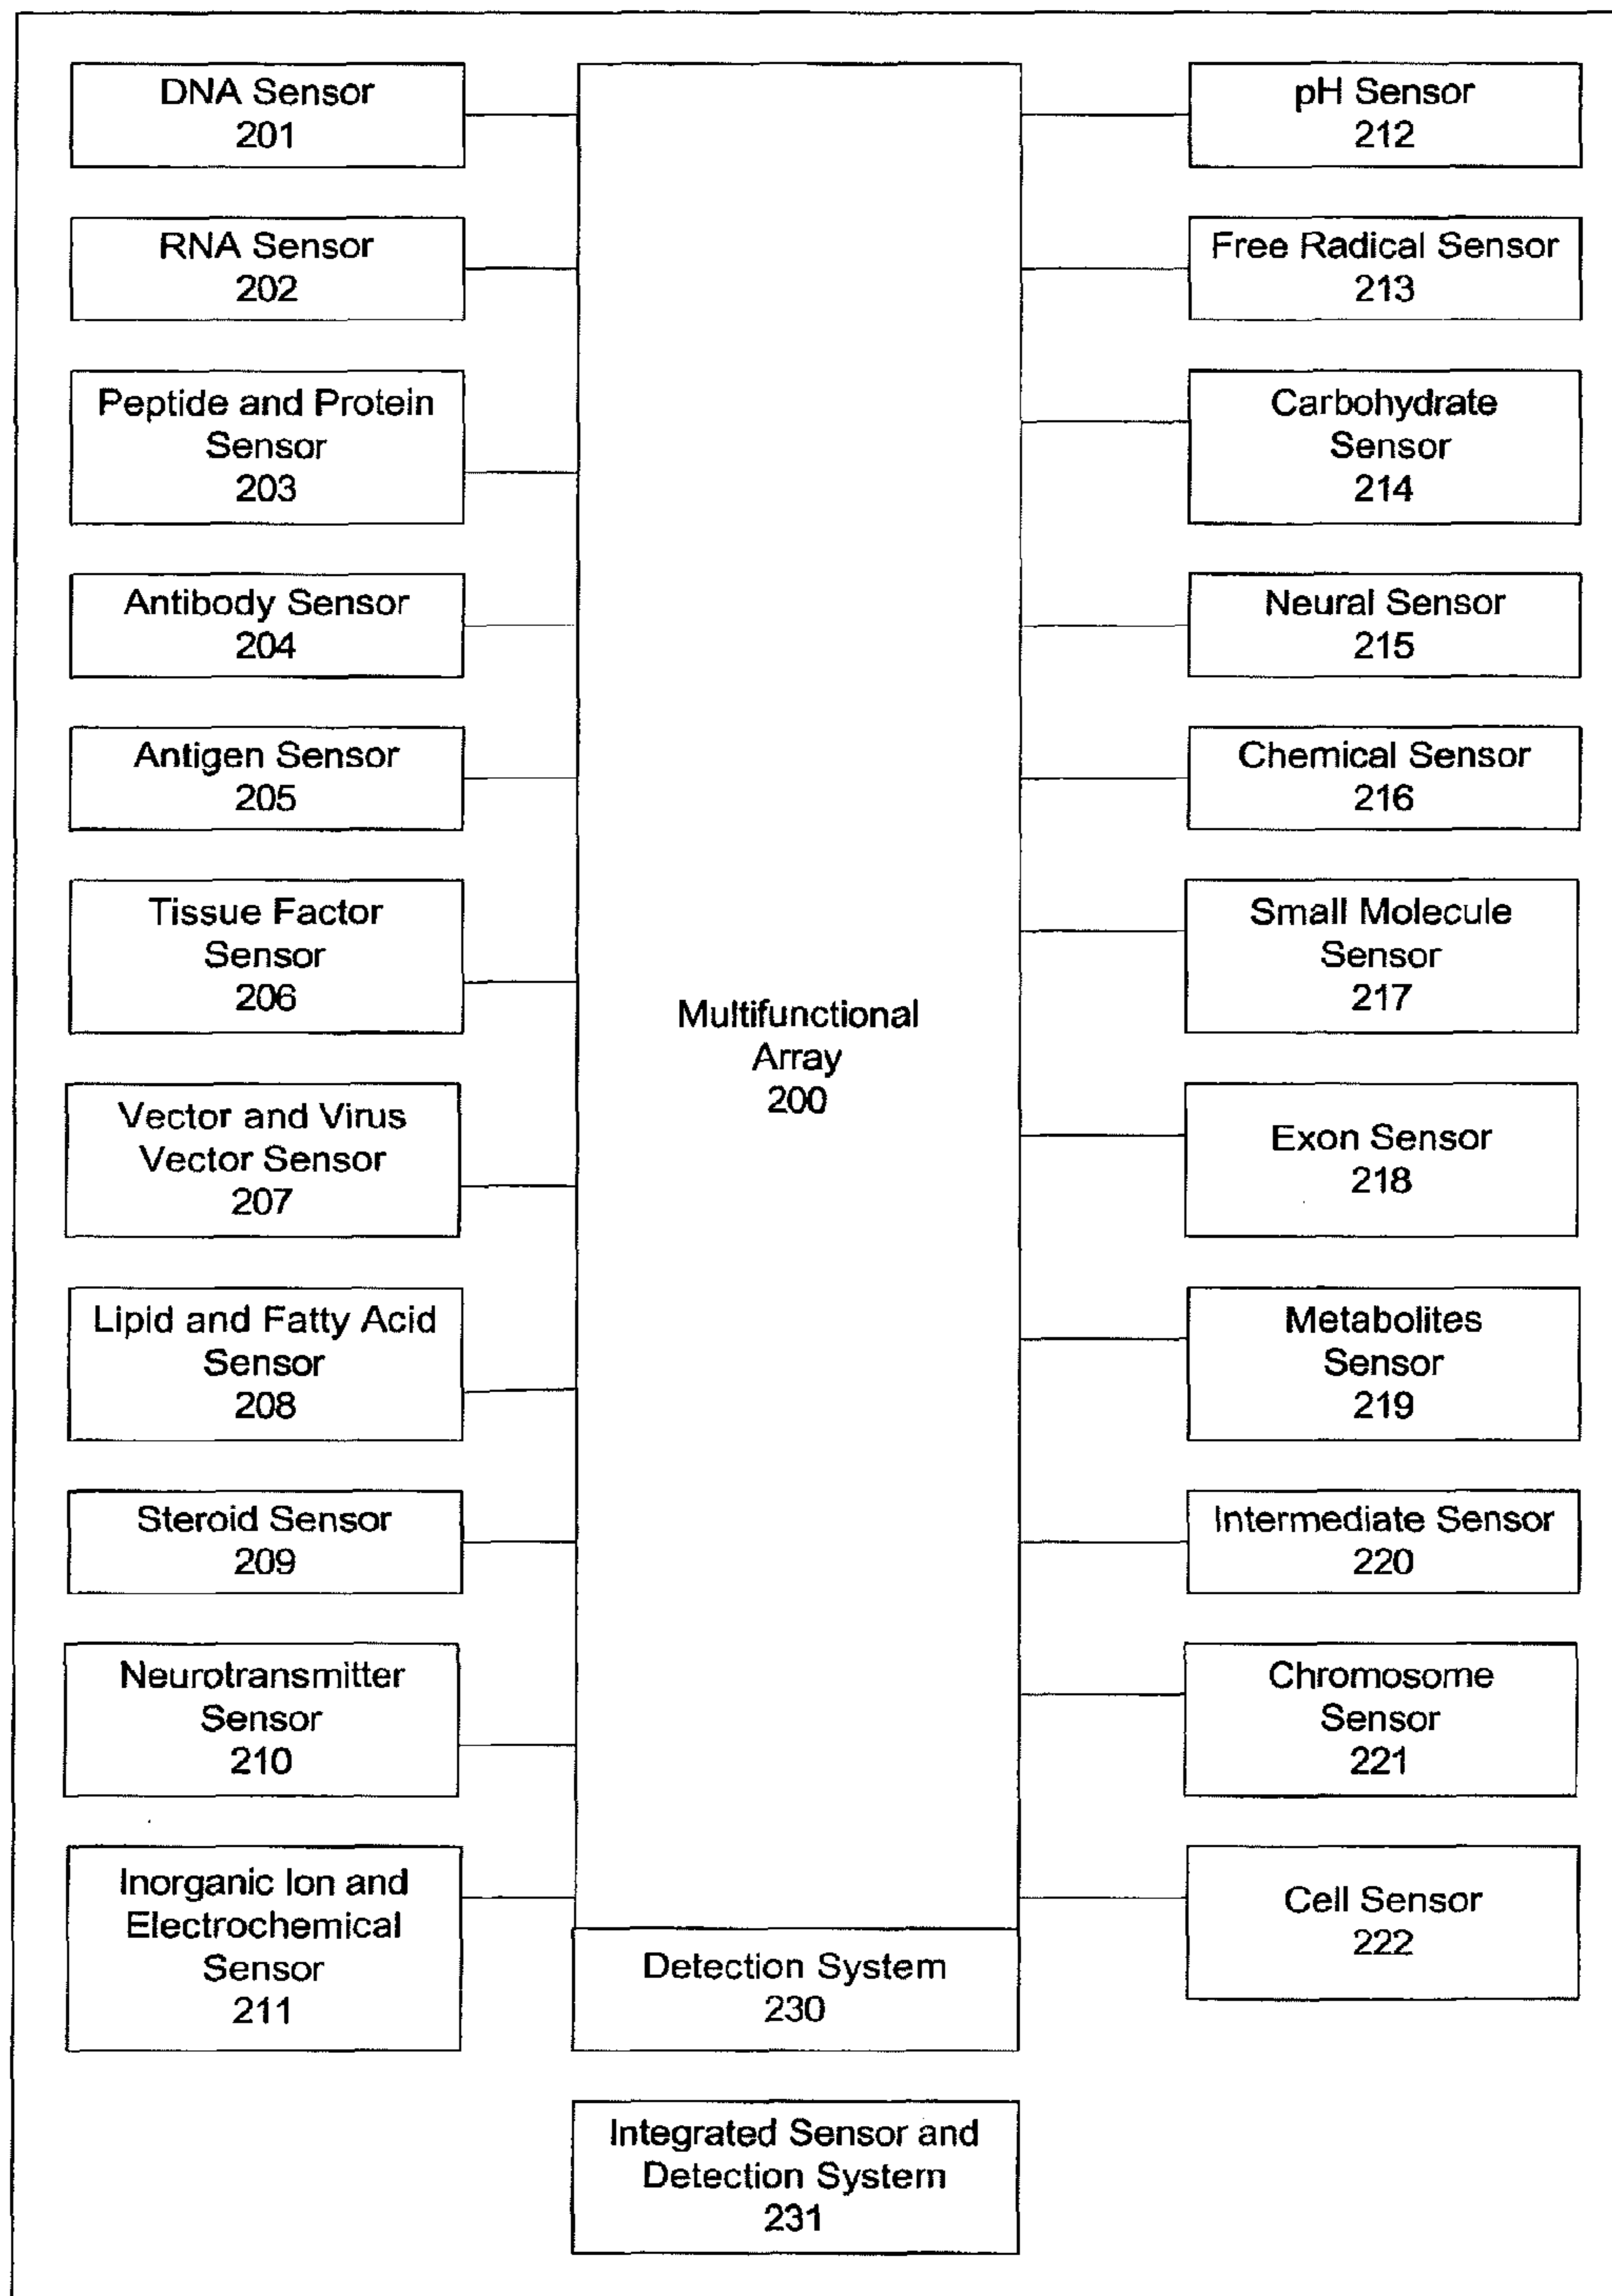 DNA Sensor
201
RNA Sensor
202
Peptide and Protein
Sensor
203
Antibody Sensor
204
Antigen Sensor
205
Tissue Factor
Sensor
206
Vector and Virus
Vector Sensor
207
Lipid and Fatty Acid
Sensor
208
Steroid Sensor
209
Neurotransmitter
Sensor
210
Inorganic Ion and
Electrochemical
Sensor
211
Multifunctional
Array
200
Detection System
230
Integrated Sensor and
Detection System
231
pH Sensor
212
Free Radical Sensor
213
Carbohydrate
Sensor
214
Neural Sensor
215
Chemical Sensor
216
Small Molecule
Sensor
217
Exon Sensor
218
Metabolites
Sensor
219
Intermediate Sensor
220
Chromosome
Sensor
221
Cell Sensor
222